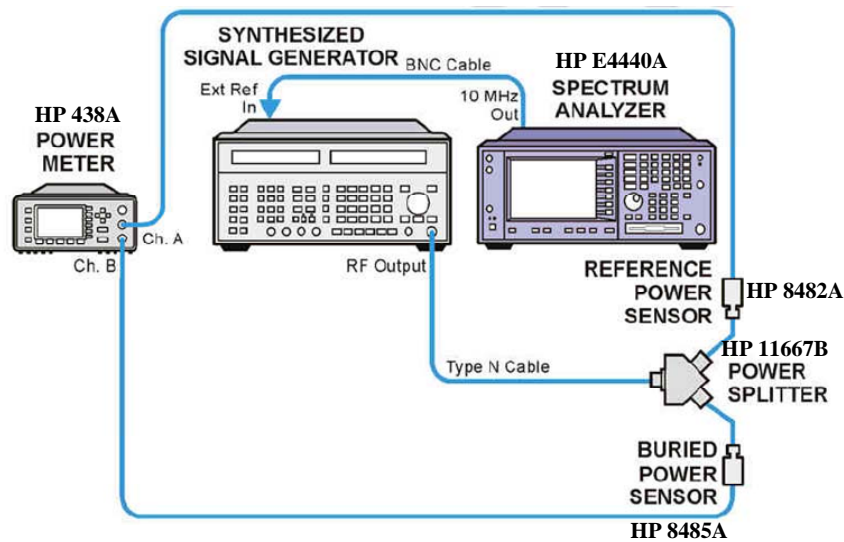 SYNTHESIZED
SIGNAL GENERATOR
BNC Cable
HP E4440A
SPECTRUM
ANALYZER
Ext Ref
In
10 MHz
Out
HP 438A
POWER
METER
Ch. A
Ch. B
RF Output
REFERENCE
POWER
SENSOR
HP 8482A
HP 11667B
POWER
SPLITTER
Type N Cable
BURIED
POWER
SENSOR
HP 8485A